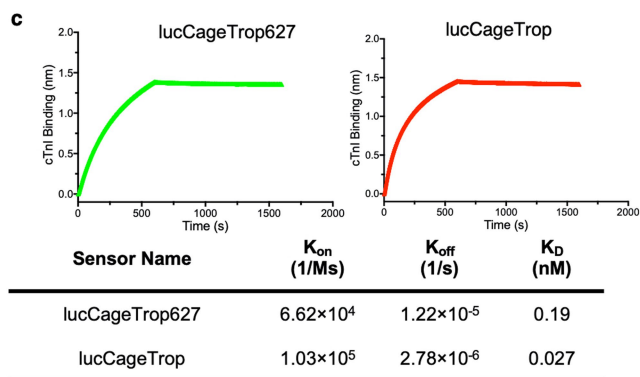 c
lucCageTrop627
lucCageTrop
cTnI Binding (nm)
2.0
1.5
1.0
0.5
0.0
0
500
1000
1500
2000
Time (s)
cTnI Binding (nm)
2.0
1.5
1.0
0.5
0.0
0
500
1000
1500
2000
Time (s)
Sensor Name Kon (1/Ms) Koff (1/s) KD (nM)
lucCageTrop627 6.62×10⁴ 1.22×10⁻⁵ 0.19
lucCageTrop 1.03×10⁵ 2.78×10⁻⁶ 0.027